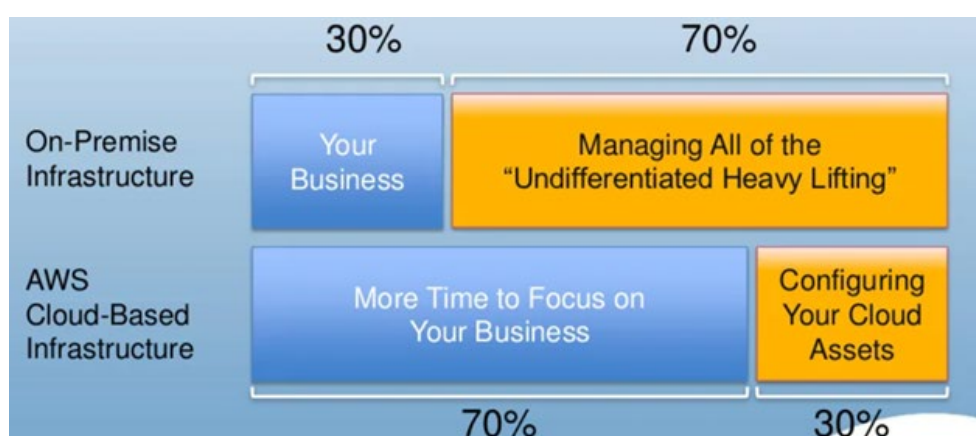 30% 70%
On-Premise
Infrastructure
Your
Business
Managing All of the
“Undifferentiated Heavy Lifting”
AWS
Cloud-Based
Infrastructure
More Time to Focus on
Your Business
Configuring
Your Cloud
Assets
70% 30%